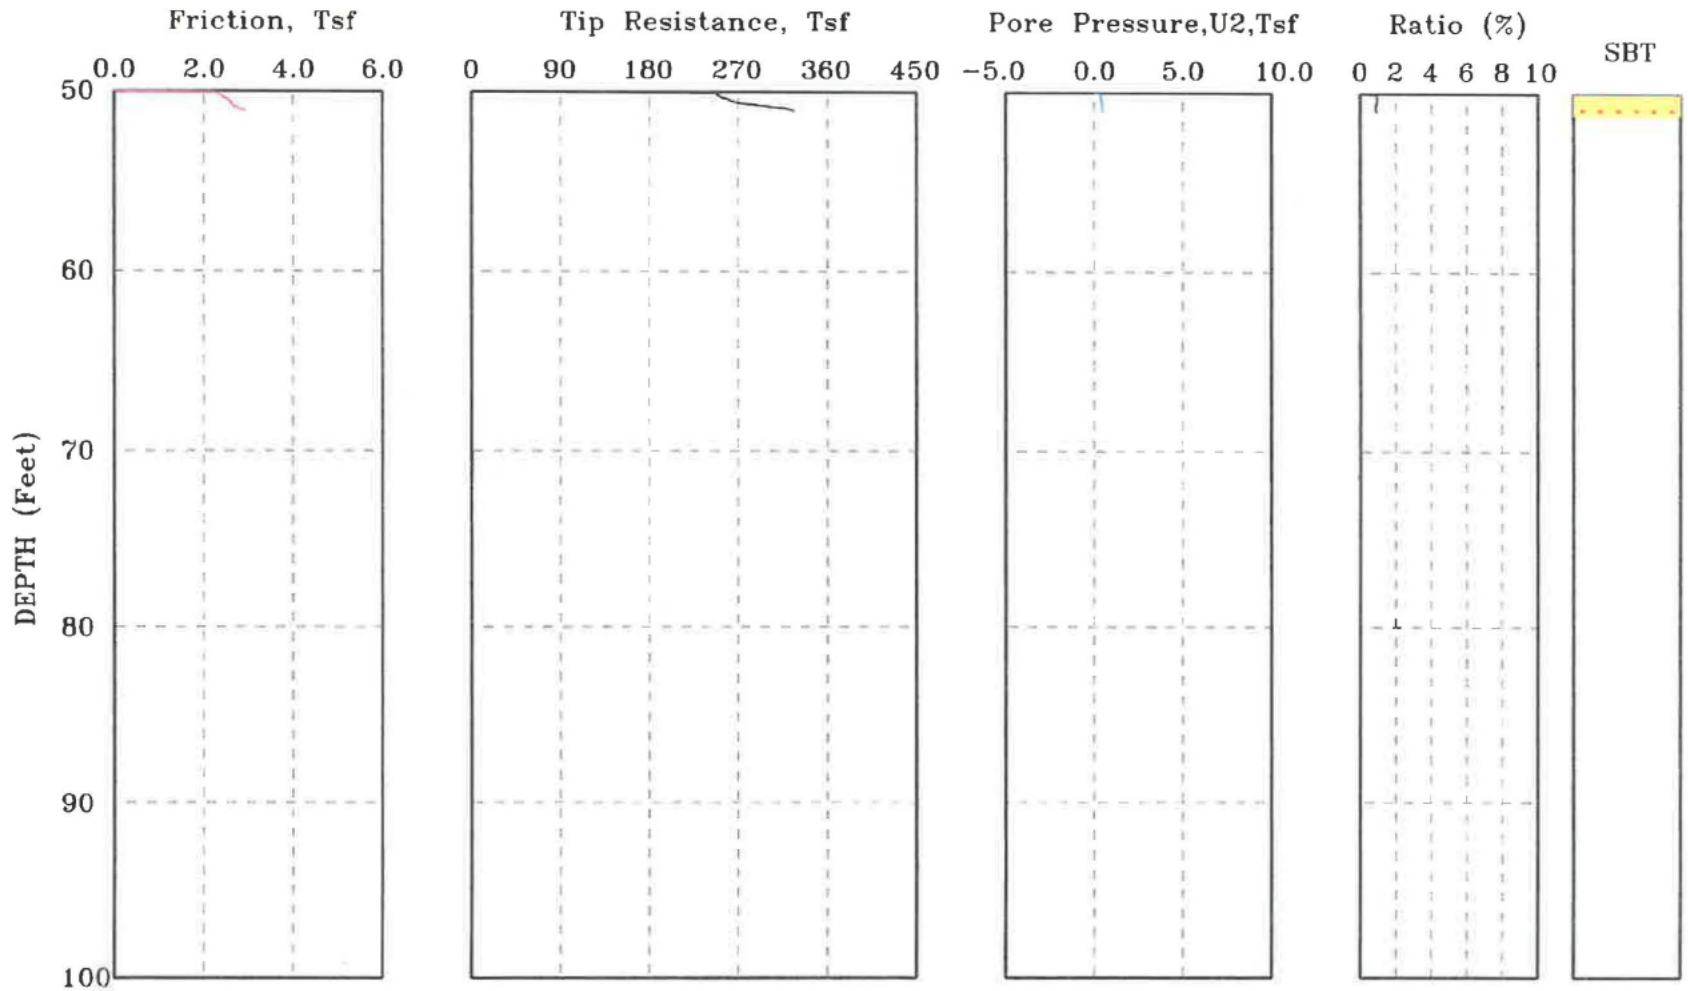 Friction, Tsf
Tip Resistance, Tsf
Pore Pressure,U2,Tsf
Ratio (%)
SBT
0.0 2.0 4.0 6.0
0 90 180 270 360 450
-5.0 0.0 5.0 10.0
0 2 4 6 8 10
50
60
70
80
90
100
DEPTH (Feet)